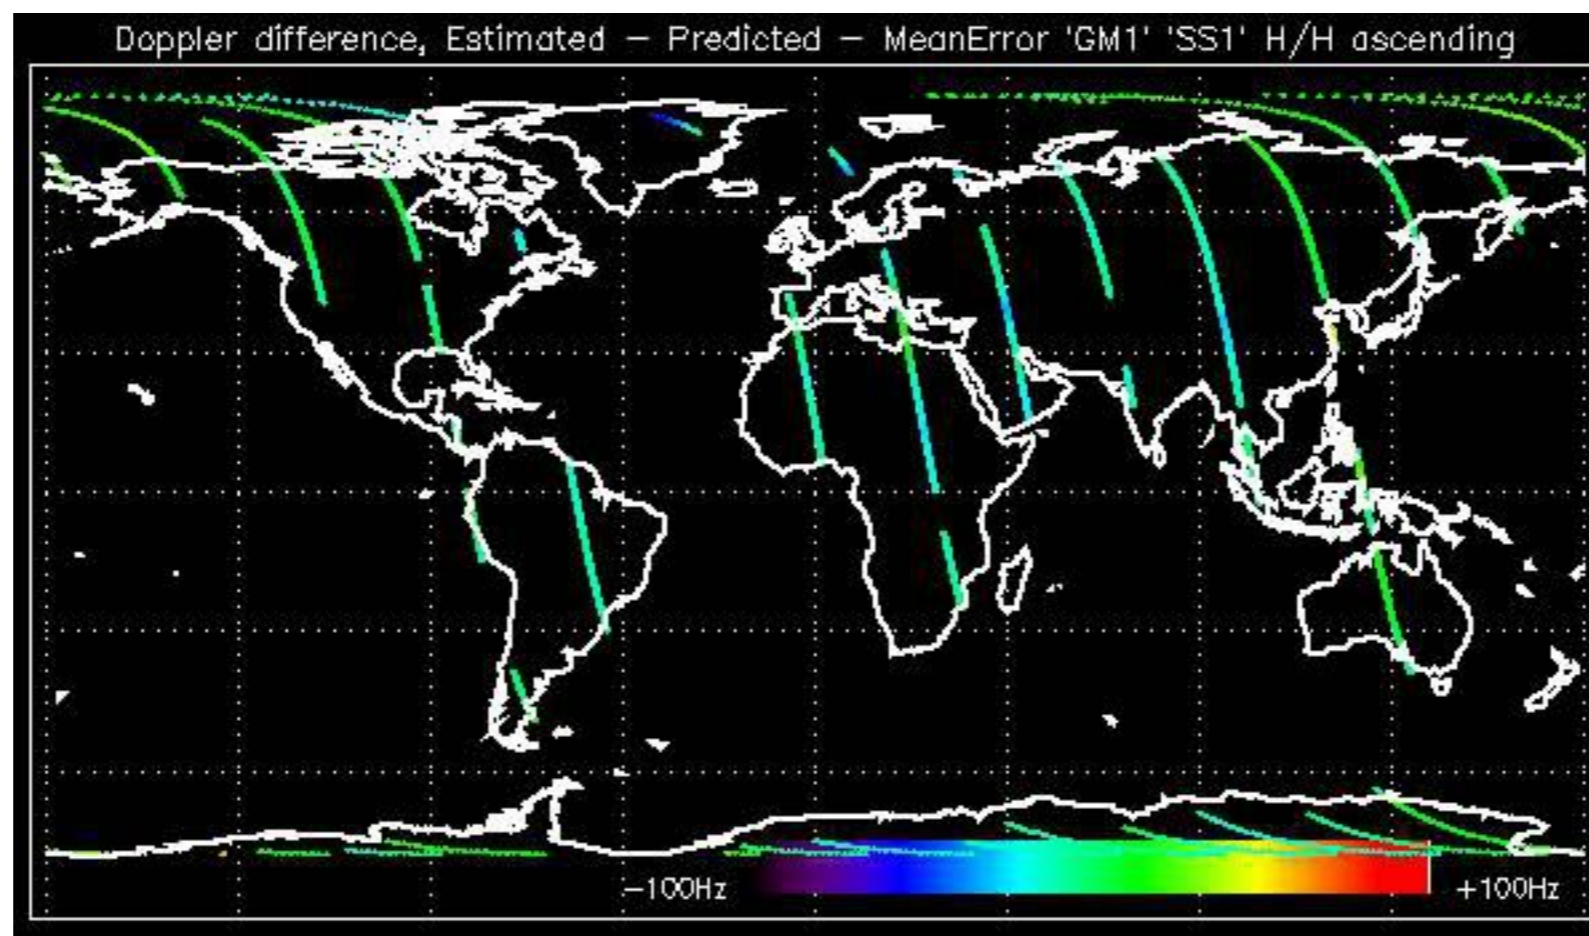 Doppler difference, Estimated – Predicted – MeanError 'GM1' 'SS1' H/H ascending
–100Hz
+100Hz